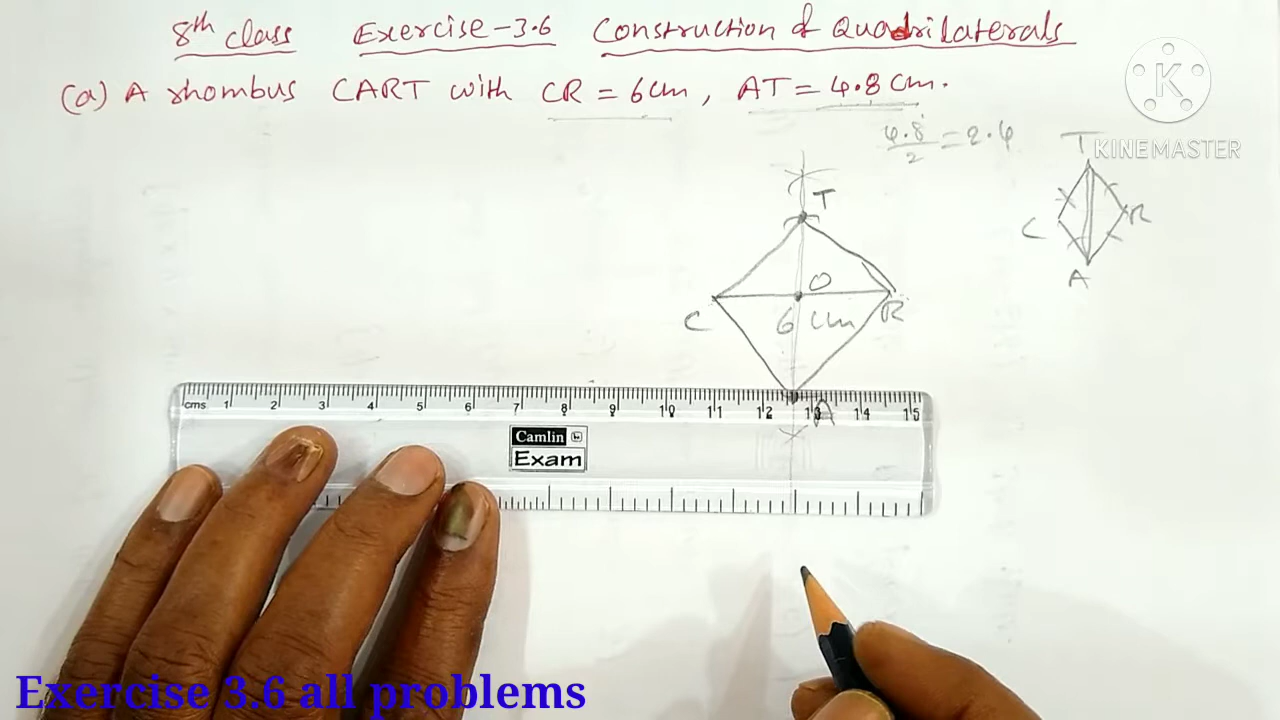 8th class Exercise-3.6 Construction of Quadrilaterals
(a) A rhombus CART with CR = 6cm, AT = 4.8 cm.
4.8/2 = 2.4
K
KINEMASTER
T
C R
A
T
O
C 6 cm R
A
cms 1 2 3 4 5 6 7 8 9 10 11 12 13 14 15
Camlin
Exam
Exercise 3.6 all problems